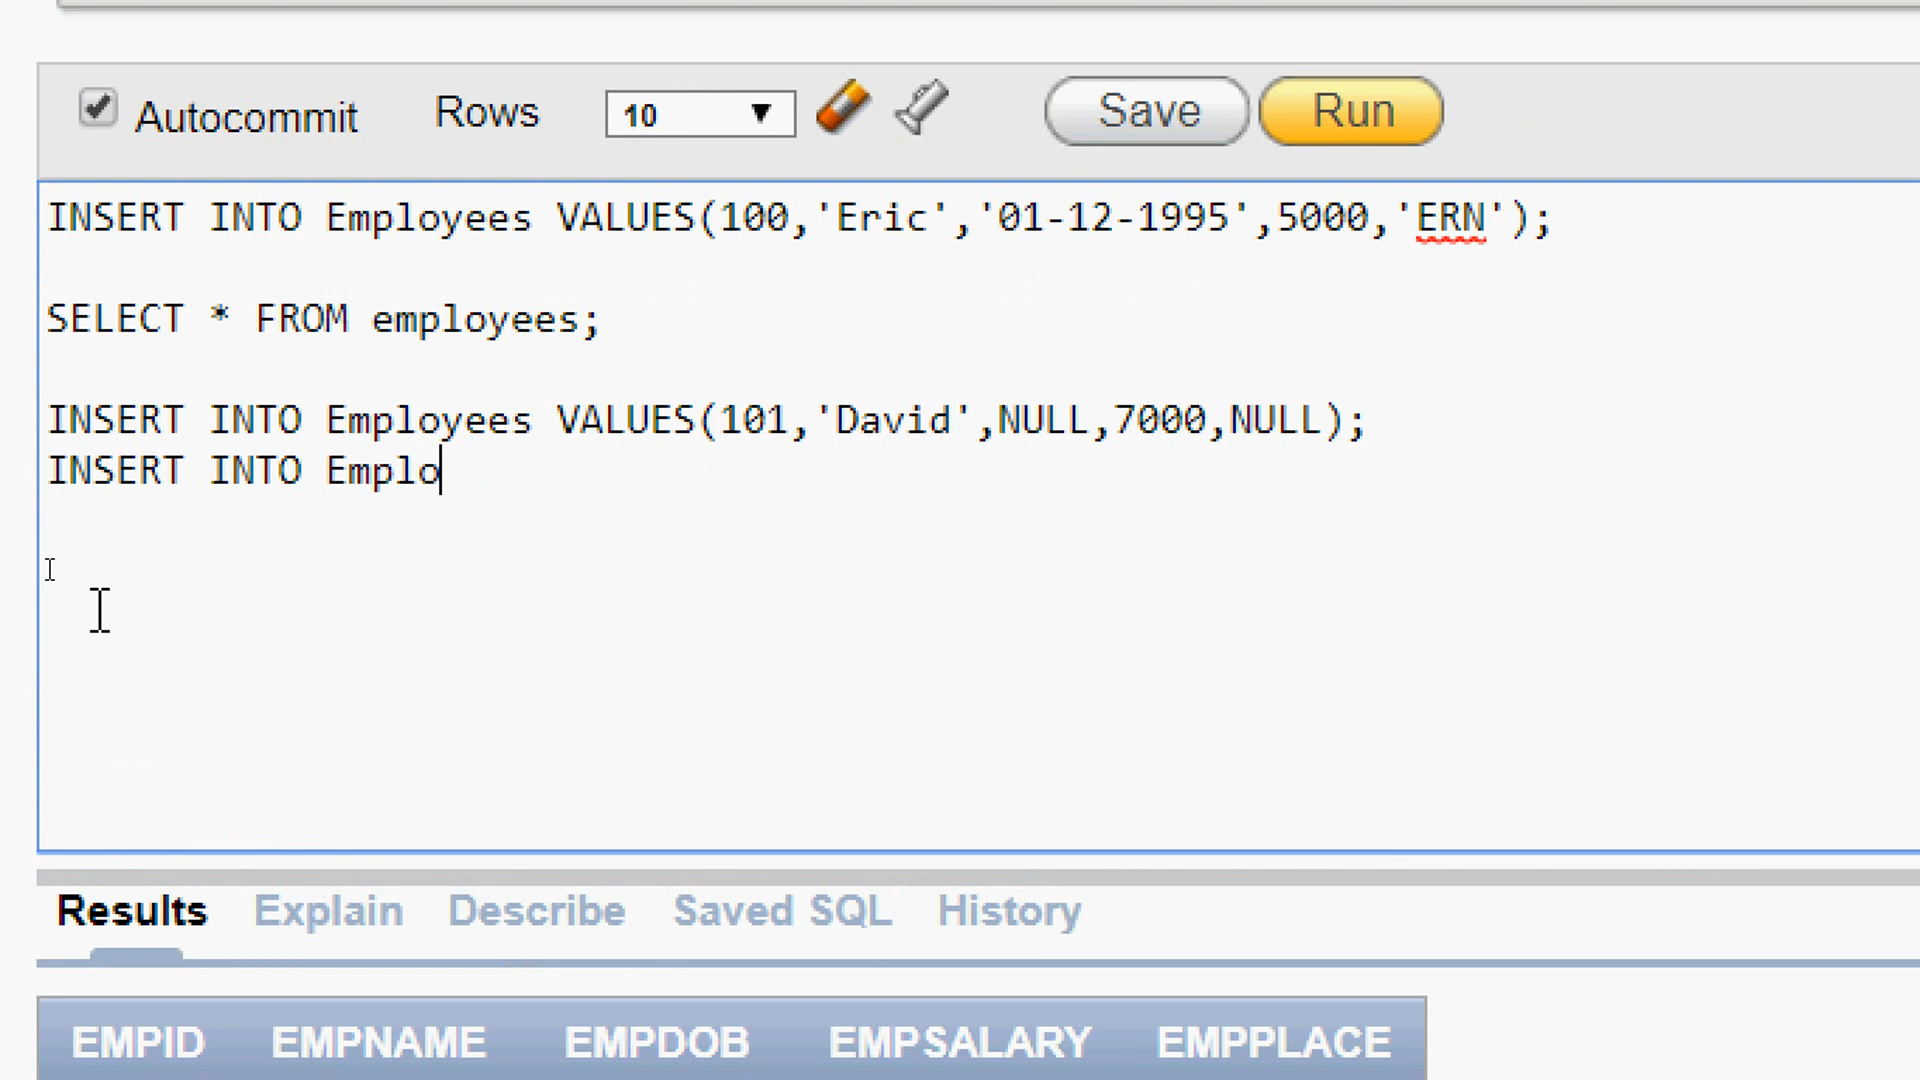 Autocommit Rows 10 Save Run
INSERT INTO Employees VALUES(100,'Eric','01-12-1995',5000,'ERN');
SELECT * FROM employees;
INSERT INTO Employees VALUES(101,'David',NULL,7000,NULL);
INSERT INTO Emplo
Results Explain Describe Saved SQL History
EMPID EMPNAME EMPDOB EMPSALARY EMPPLACE